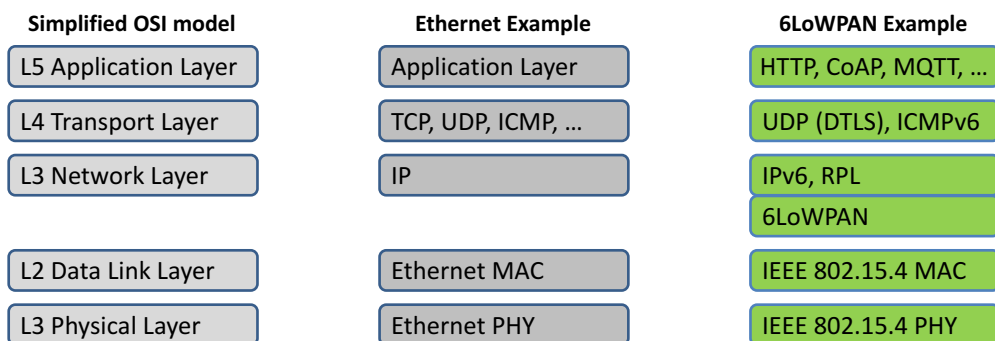 Simplified OSI model Ethernet Example 6LoWPAN Example
L5 Application Layer Application Layer HTTP, CoAP, MQTT, …
L4 Transport Layer TCP, UDP, ICMP, … UDP (DTLS), ICMPv6
L3 Network Layer IP IPv6, RPL
6LoWPAN
L2 Data Link Layer Ethernet MAC IEEE 802.15.4 MAC
L3 Physical Layer Ethernet PHY IEEE 802.15.4 PHY